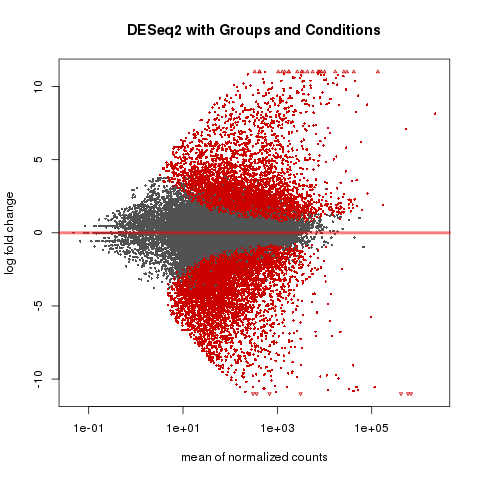 DESeq2 with Groups and Conditions
log fold change
10
5
0
-5
-10
1e-01
1e+01
1e+03
1e+05
mean of normalized counts